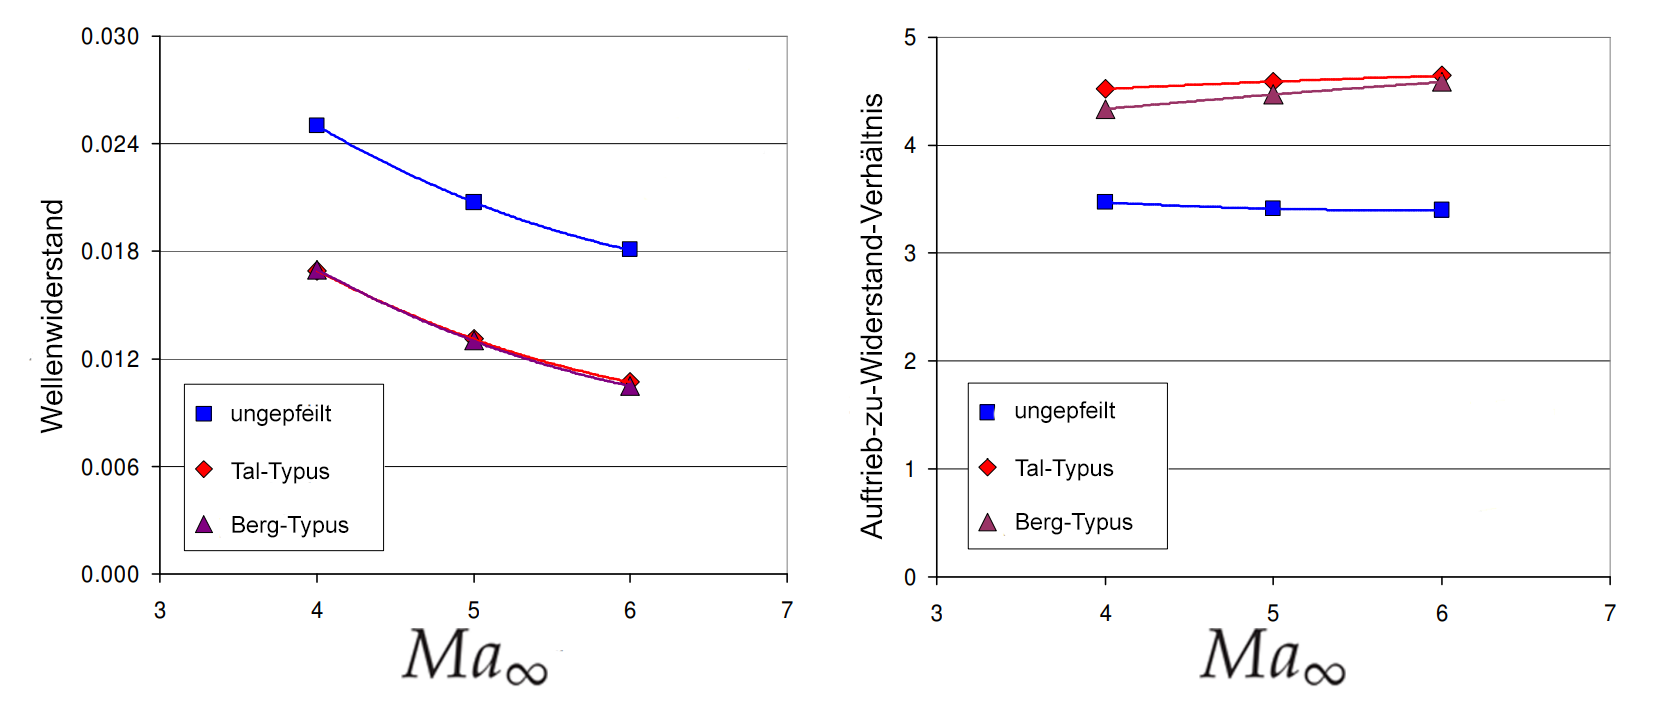 Wellenwiderstand
0.030
0.024
0.018
0.012
0.006
0.000
3 4 5 6 7
ungepfeilt
Tal-Typus
Berg-Typus
Ma∞
Auftrieb-zu-Widerstand-Verhältnis
5
4
3
2
1
0
3 4 5 6 7
ungepfeilt
Tal-Typus
Berg-Typus
Ma∞